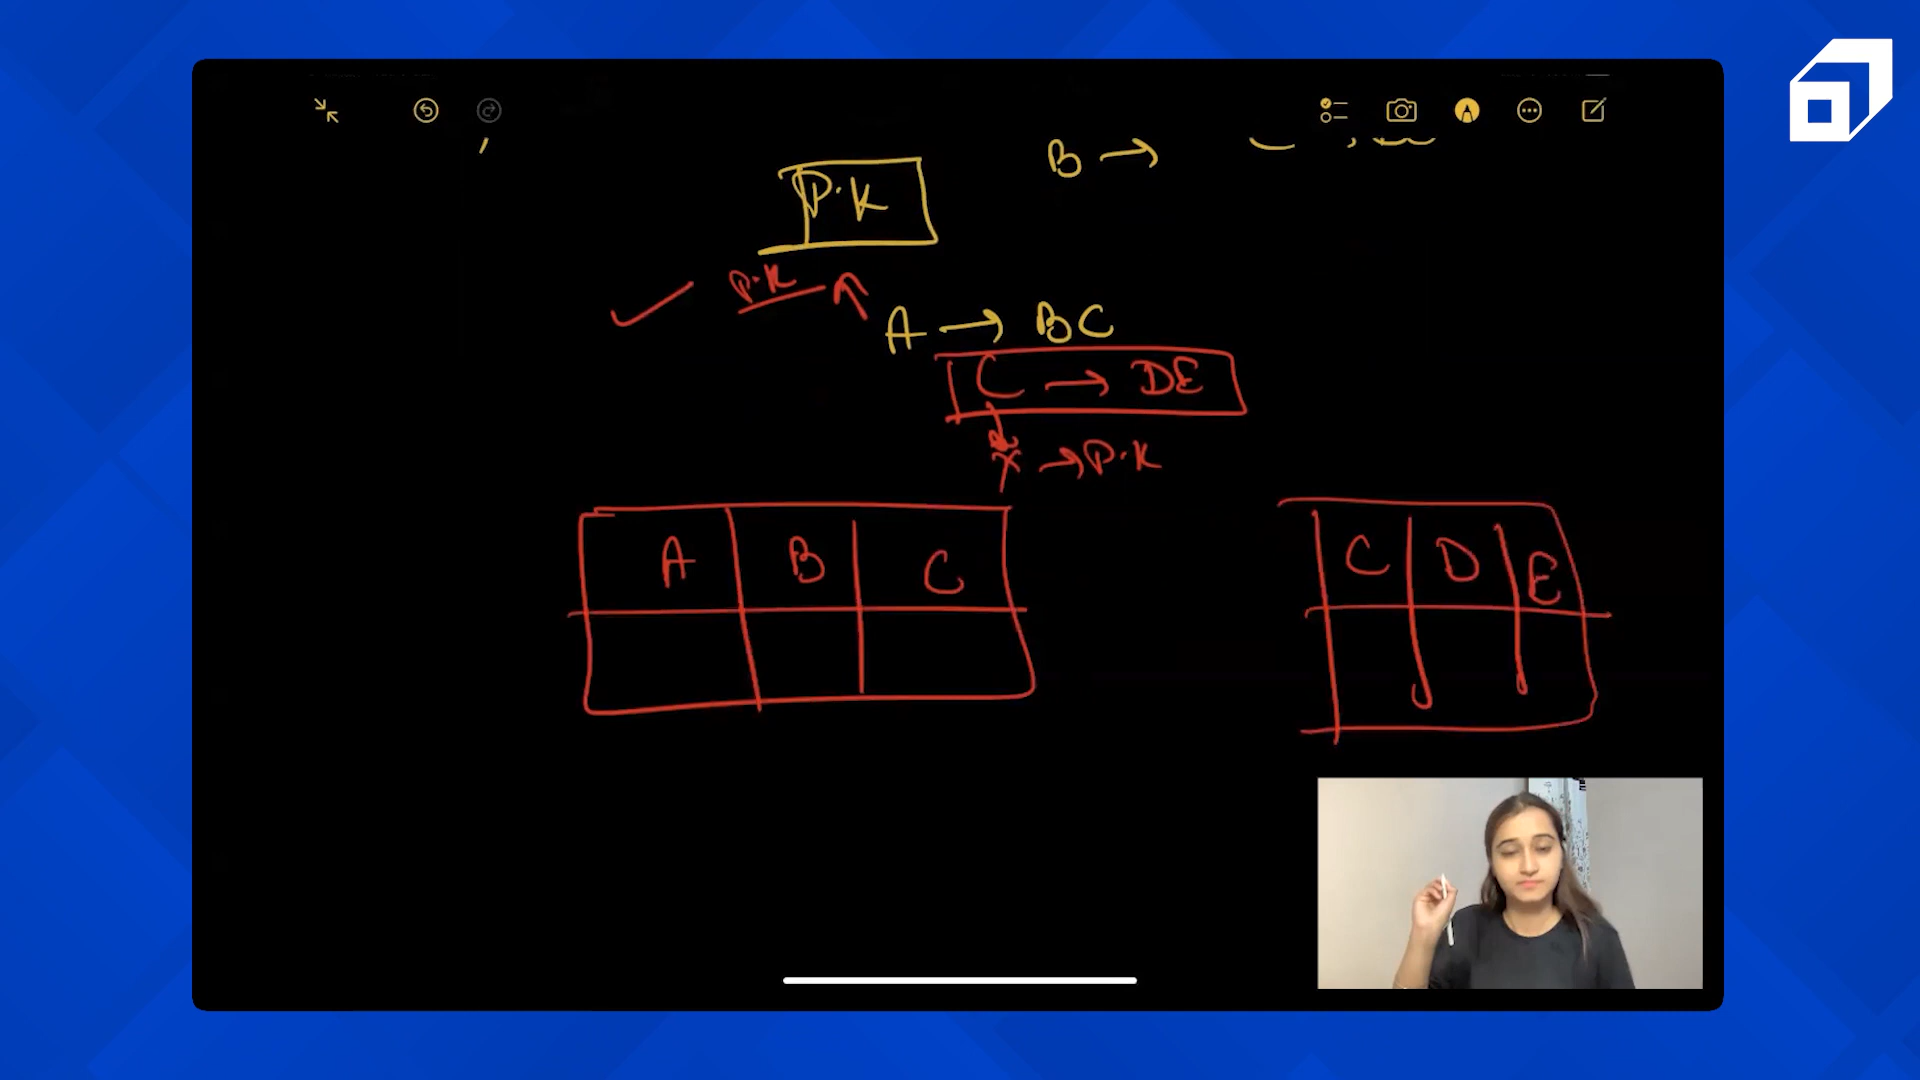 B →
P.K
P.K
A → BC
C → DE
→ P.K
A B C
C D E